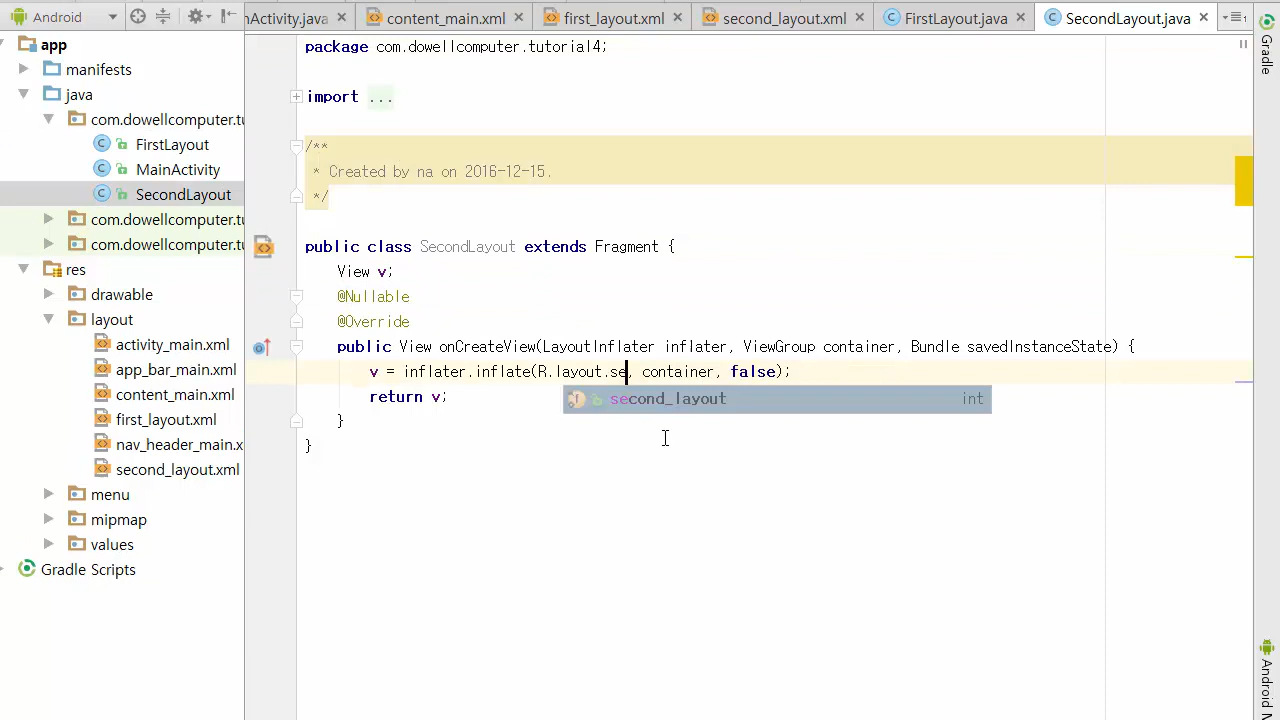 Android
nActivity.java
content_main.xml
first_layout.xml
second_layout.xml
FirstLayout.java
SecondLayout.java
app
manifests
java
com.dowellcomputer.tu
FirstLayout
MainActivity
SecondLayout
com.dowellcomputer.tu
com.dowellcomputer.tu
res
drawable
layout
activity_main.xml
app_bar_main.xml
content_main.xml
first_layout.xml
nav_header_main.x
second_layout.xml
menu
mipmap
values
Gradle Scripts
package com.dowellcomputer.tutorial4;
import ...
/**
* Created by na on 2016-12-15.
*/
public class SecondLayout extends Fragment {
View v;
@Nullable
@Override
public View onCreateView(LayoutInflater inflater ViewGroup container, Bundle savedInstanceState) {
v = inflater.inflate(R.layout.se, container, false);
second_layout int
return v;
}
}
Gradle
Android M